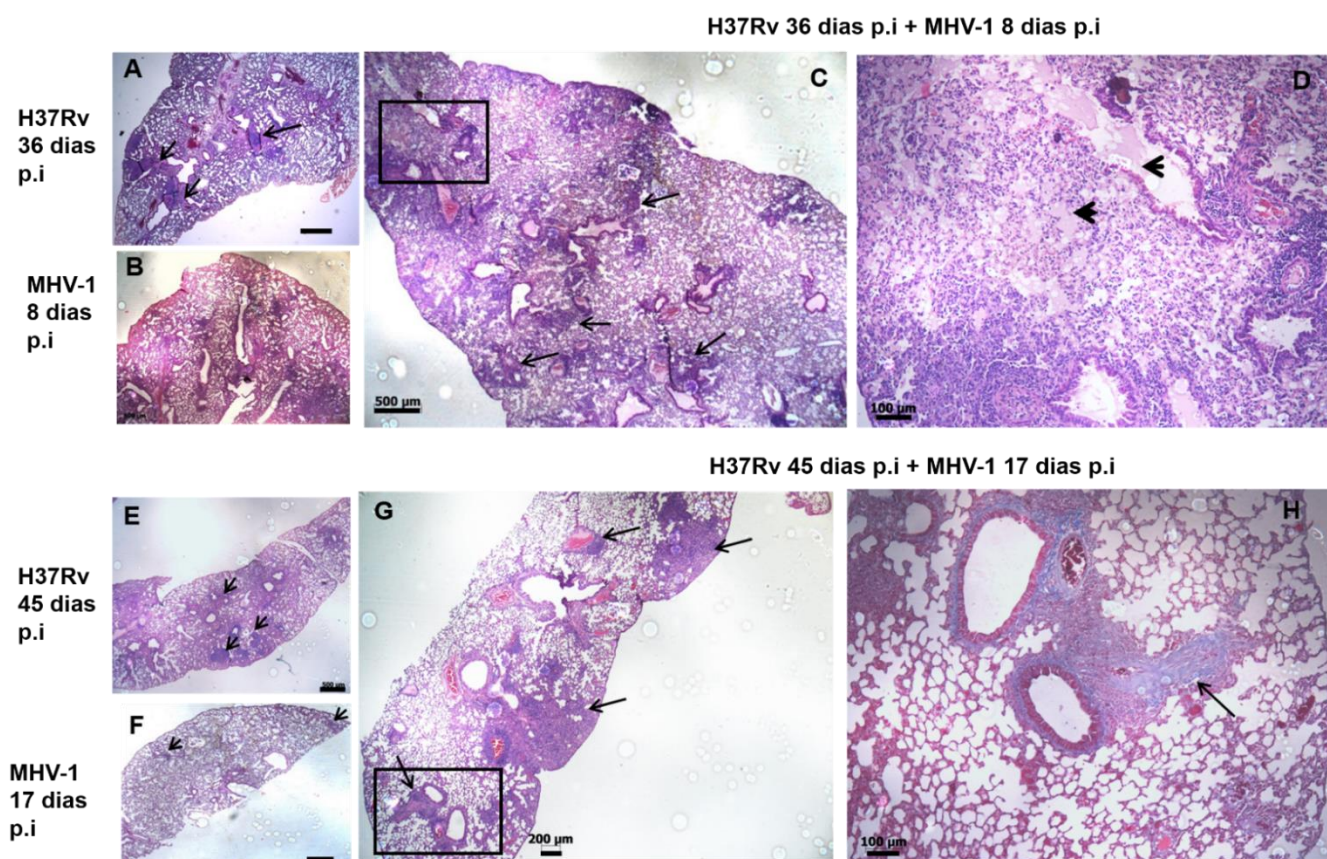 H37Rv 36 dias p.i + MHV-1 8 dias p.i
H37Rv
36 dias
p.i
A
C
D
MHV-1
8 dias
p.i
B
500 µm
100 µm
H37Rv 45 dias p.i + MHV-1 17 dias p.i
H37Rv
45 dias
p.i
E
G
H
500 µm
MHV-1
17 dias
p.i
F
200 µm
100 µm